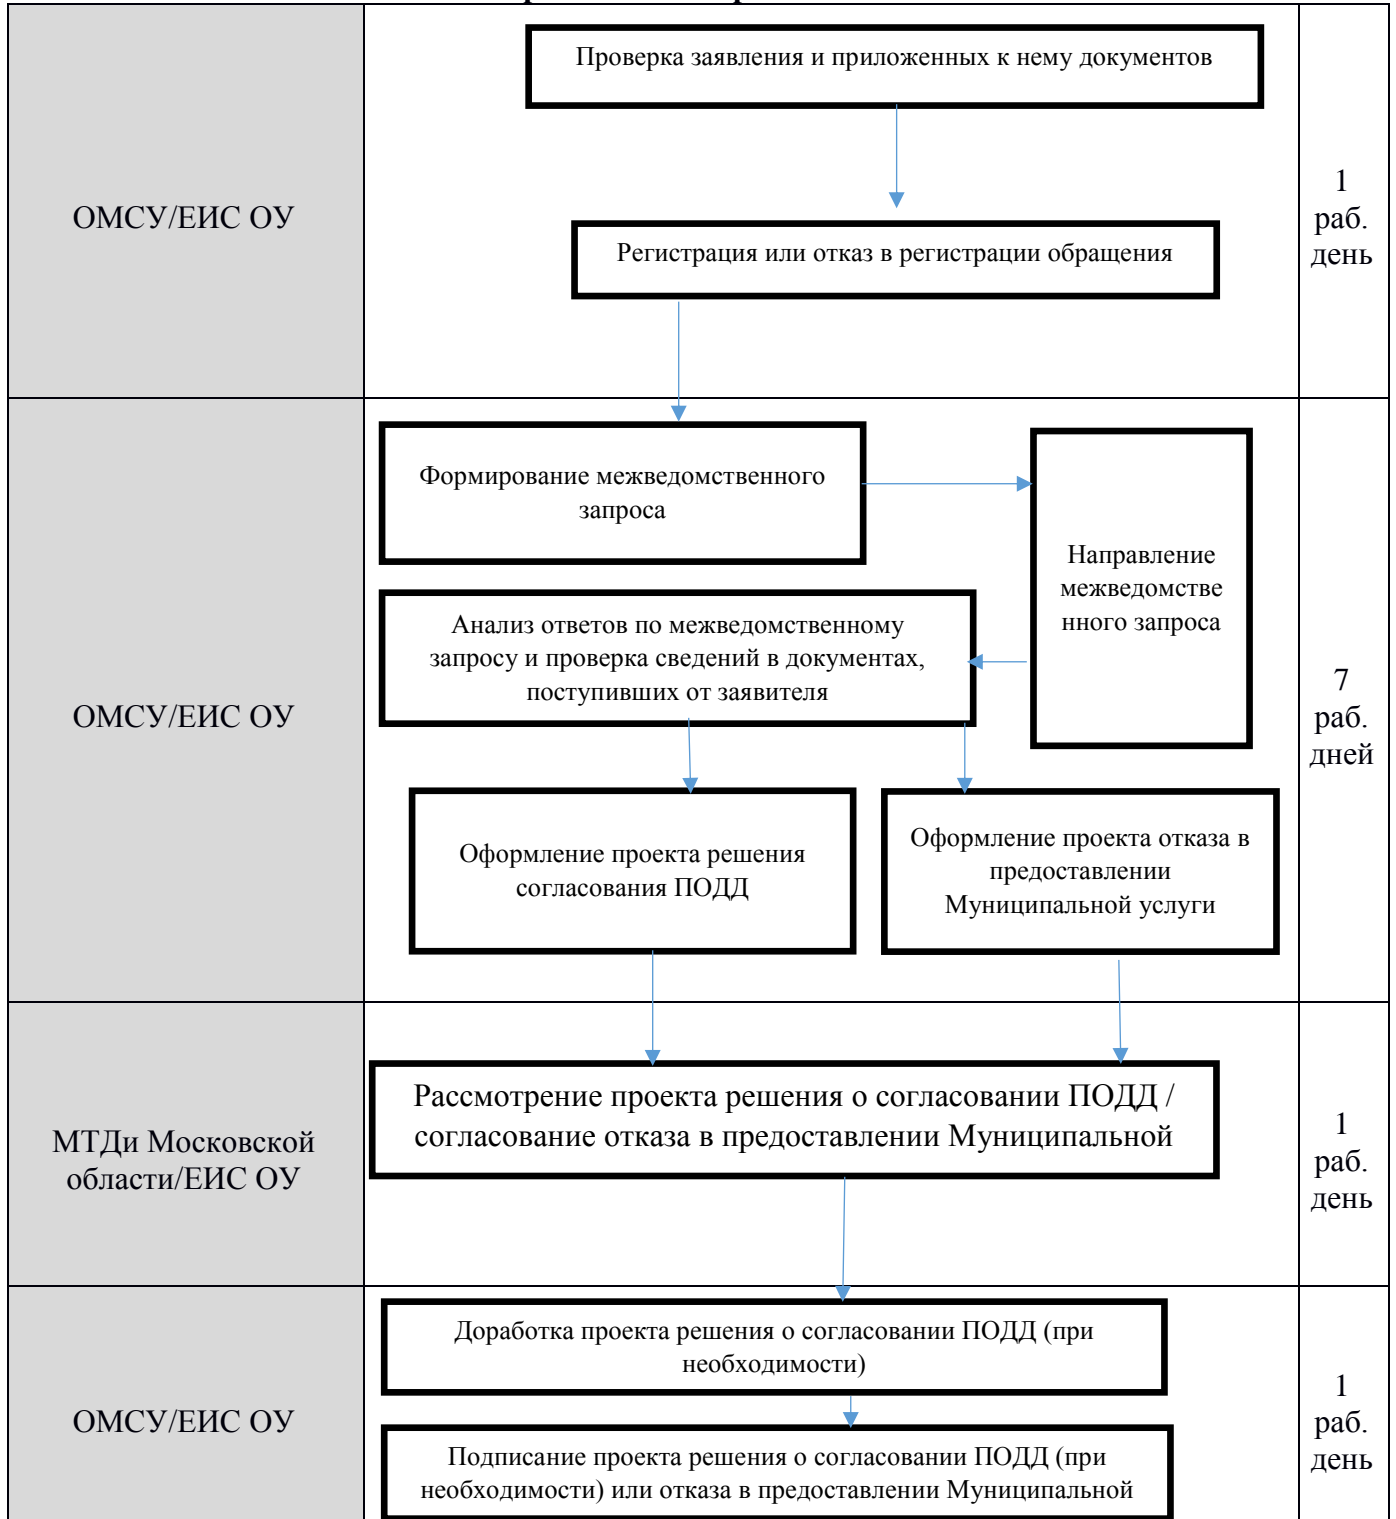 Проверка заявления и приложенных к нему документов
ОМСУ/ЕИС ОУ
1
раб.
день
Регистрация или отказ в регистрации обращения
Формирование межведомственного
запроса
Направление
межведомстве
нного запроса
Анализ ответов по межведомственному
запросу и проверка сведений в документах,
поступивших от заявителя
ОМСУ/ЕИС ОУ
7
раб.
дней
Оформление проекта решения
согласования ПОДД
Оформление проекта отказа в
предоставлении
Муниципальной услуги
МТДи Московской
области/ЕИС ОУ
Рассмотрение проекта решения о согласовании ПОДД /
согласование отказа в предоставлении Муниципальной
1
раб.
день
Доработка проекта решения о согласовании ПОДД (при
необходимости)
ОМСУ/ЕИС ОУ
1
раб.
день
Подписание проекта решения о согласовании ПОДД (при
необходимости) или отказа в предоставлении Муниципальной